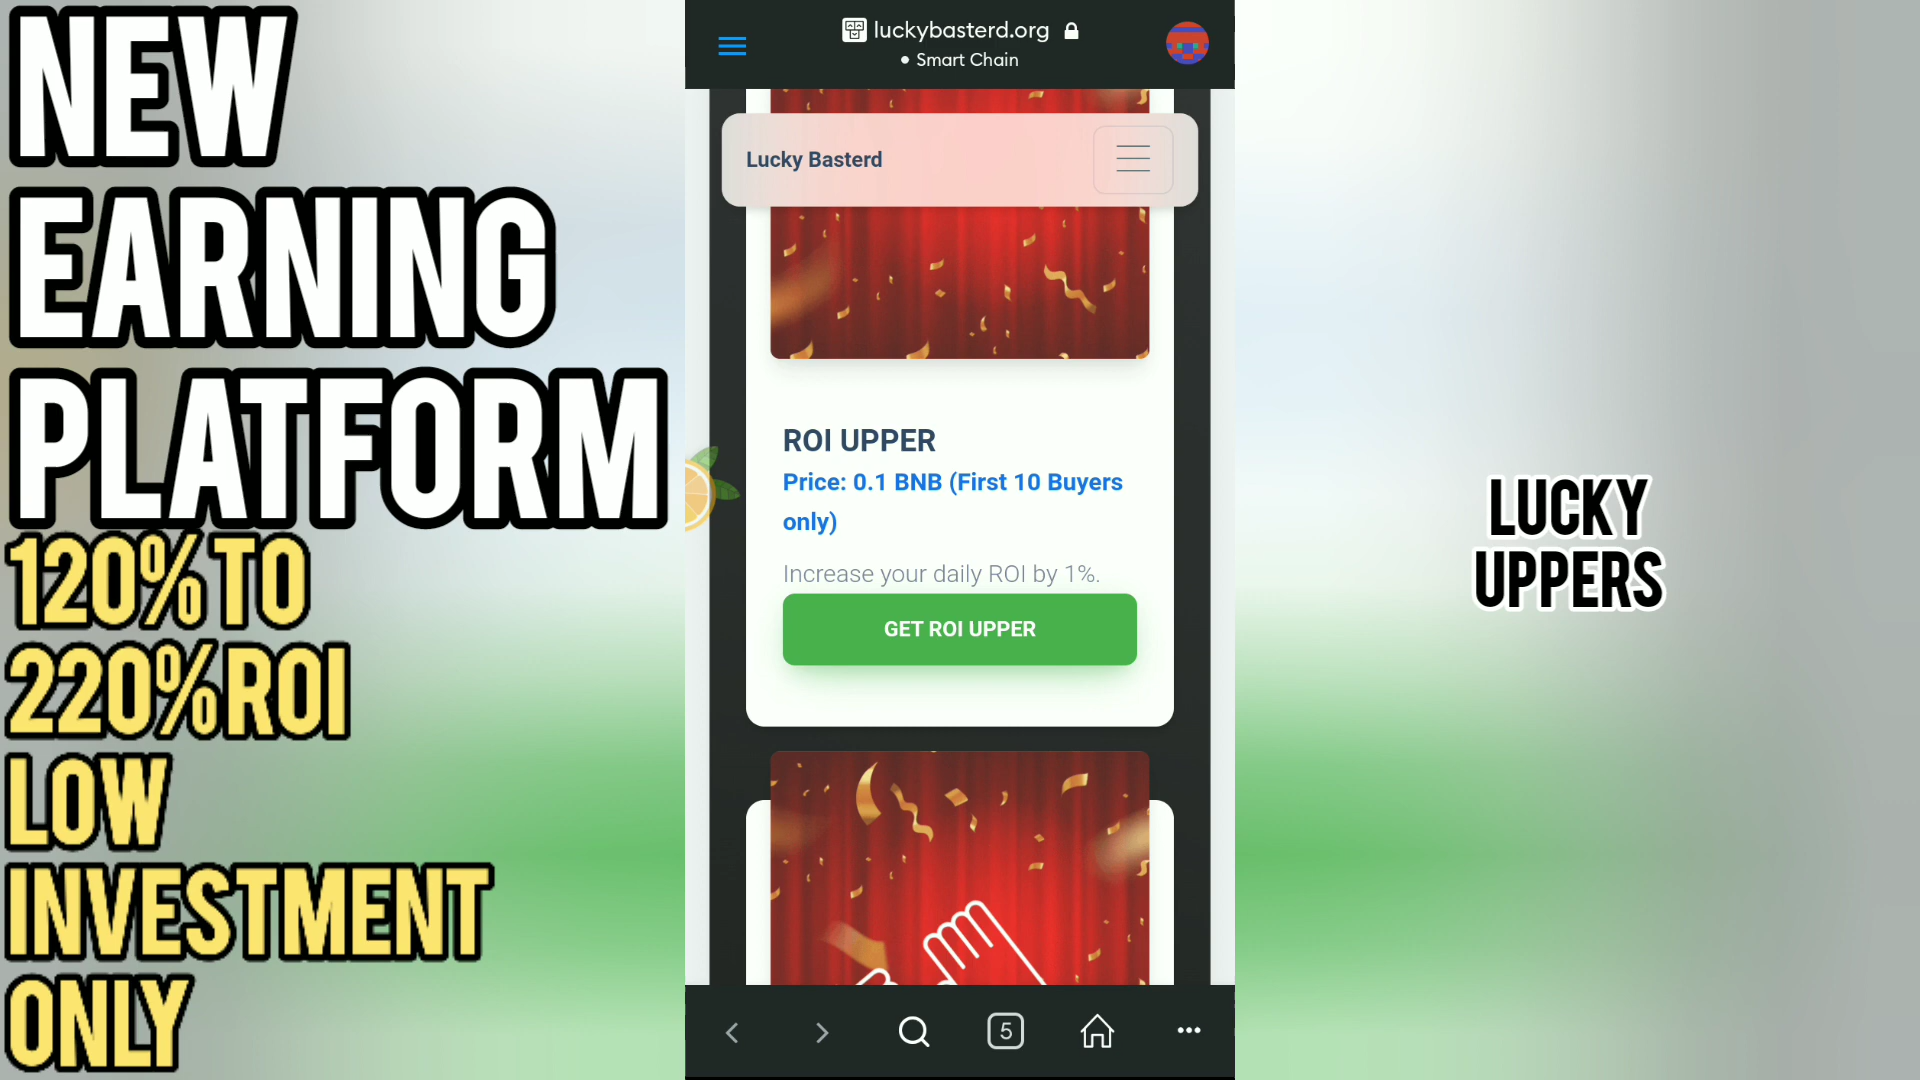 NEW
EARNING
PLATFORM
120% TO
220% ROI
LOW
INVESTMENT
ONLY
luckybasterd.org
Smart Chain
Lucky Basterd
ROI UPPER
Price: 0.1 BNB (First 10 Buyers
only)
Increase your daily ROI by 1%.
GET ROI UPPER
5
LUCKY
UPPERS